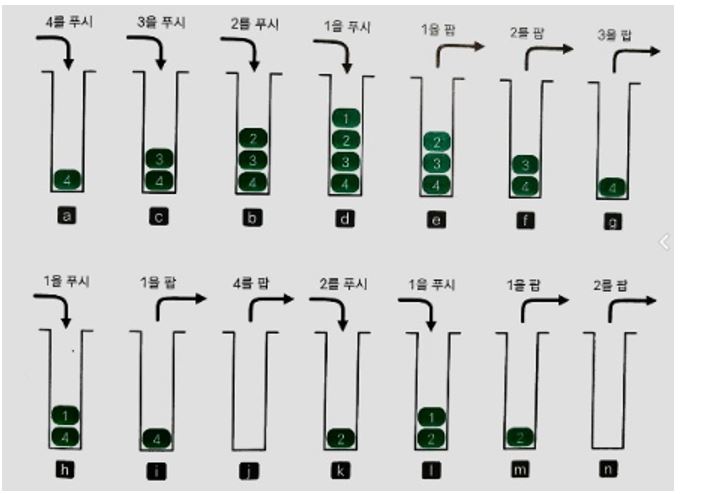 4를 푸시 3을 푸시 2를 푸시 1을 푸시 1을 팝 2를 팝 3을 팝
1
2 1 2
3 2 3 3
4 3 4 3 4 4
4 4 4
a c b d e f g
1을 푸시 1을 팝 4를 팝 2를 푸시 1을 푸시 1을 팝 2를 팝
1 1
4 4 2 2 2
h i j k l m n